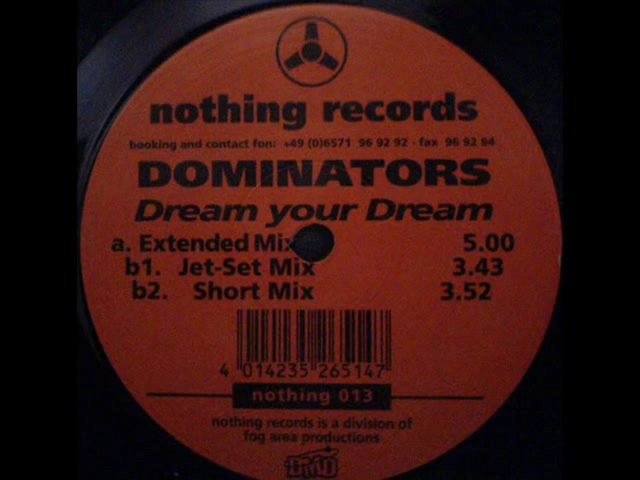 nothing records
booking and contact fon: +49 (0)6571 96 92 92 - fax 96 92 94
DOMINATORS
Dream your Dream
a. Extended Mix 5.00
b1. Jet-Set Mix 3.43
b2. Short Mix 3.52
4 014235 265147
nothing 013
nothing records is a division of
fog area productions
DMD